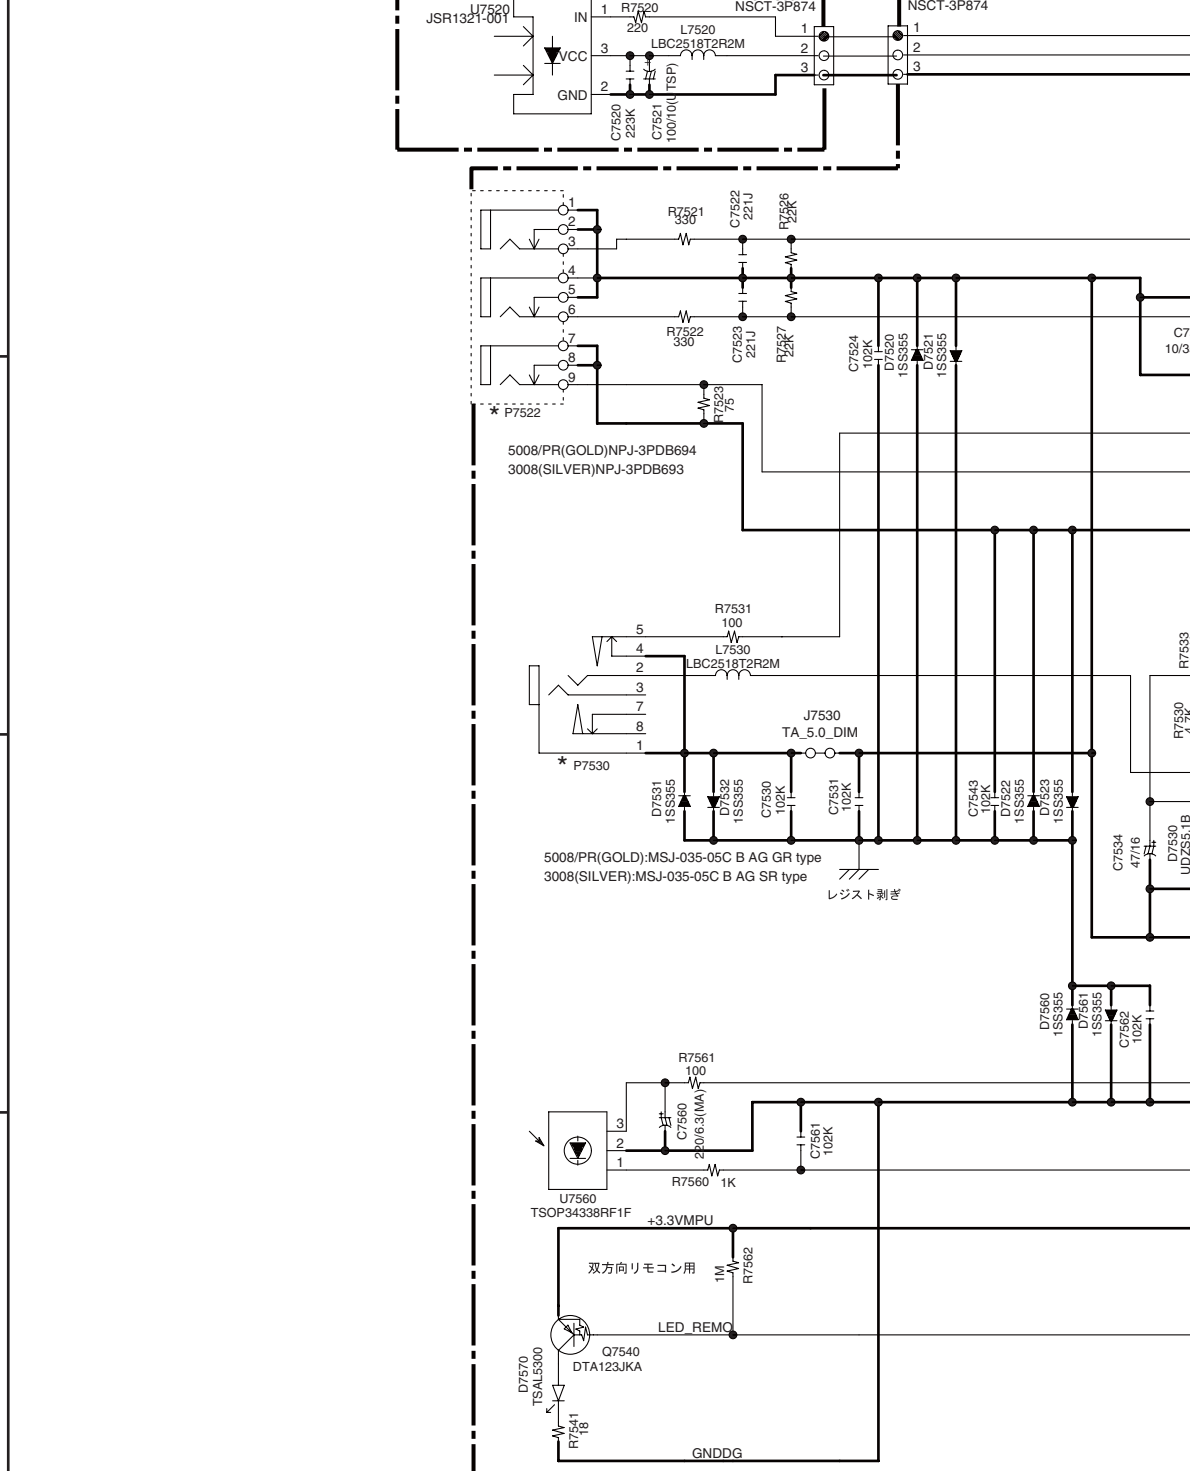 U7520
JSR1321-001
IN
1
R7520
220
NSCT-3P874
NSCT-3P874
L7520
LBC2518T2R2M
VCC
3
GND
2
C7520
223K
C7521
1
2
3
1
2
3
1
2
3
4
5
6
7
8
9
* P7522
R7521
330
C7522
221J
R7526
22K
R7522
330
C7523
221J
R7527
22K
C7524
102K
D7520
1SS355
D7521
1SS355
C7
10/3
R7523
75
5008/PR(GOLD)NPJ-3PDB694
3008(SILVER)NPJ-3PDB693
R7531
100
5
4
2
3
7
8
1
L7530
LBC2518T2R2M
J7530
TA_5.0_DIM
* P7530
D7531
1SS355
D7532
1SS355
C7530
102K
C7531
102K
C7543
102K
D7522
1SS355
D7523
1SS355
R7533
R7530
4.7K
C7534
47/16
D7530
UDZS5.1B
5008/PR(GOLD):MSJ-035-05C B AG GR type
3008(SILVER):MSJ-035-05C B AG SR type
レジスト剥ぎ
D7560
1SS355
D7561
1SS355
C7562
102K
R7561
100
C7560
220/6.3(MA)
C7561
102K
3
2
1
R7560
1K
U7560
TSOP34338RF1F
+3.3VMPU
双方向リモコン用
1M
R7562
LED_REMO
Q7540
DTA123JKA
D7570
TSAL5300
R7541
18
GNDDG